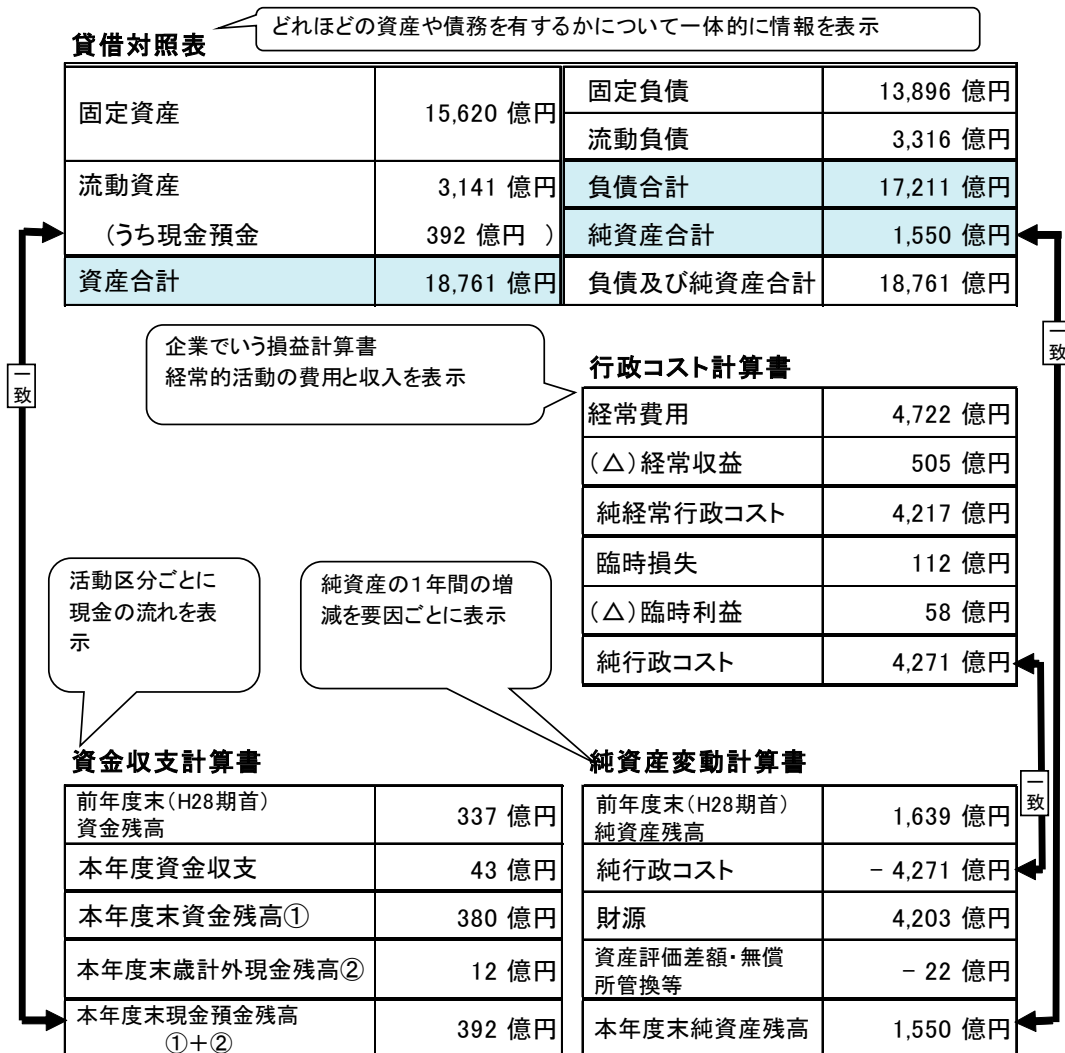 どれほどの資産や債務を有するかについて一体的に情報を表示
貸借対照表
固定資産 15,620 億円 固定負債 13,896 億円
流動負債 3,316 億円
流動資産 3,141 億円 負債合計 17,211 億円
(うち現金預金 392 億円 ) 純資産合計 1,550 億円
資産合計 18,761 億円 負債及び純資産合計 18,761 億円
一致
一致
企業でいう損益計算書
経常的活動の費用と収入を表示
行政コスト計算書
経常費用 4,722 億円
(△)経常収益 505 億円
純経常行政コスト 4,217 億円
臨時損失 112 億円
(△)臨時利益 58 億円
純行政コスト 4,271 億円
活動区分ごとに
現金の流れを表
示
純資産の1年間の増
減を要因ごとに表示
資金収支計算書
前年度末(H28期首)
資金残高 337 億円
本年度資金収支 43 億円
本年度末資金残高① 380 億円
本年度末歳計外現金残高② 12 億円
本年度末現金預金残高
①+② 392 億円
純資産変動計算書
前年度末(H28期首)
純資産残高 1,639 億円
純行政コスト − 4,271 億円
財源 4,203 億円
資産評価差額・無償
所管換等 − 22 億円
本年度末純資産残高 1,550 億円
一致